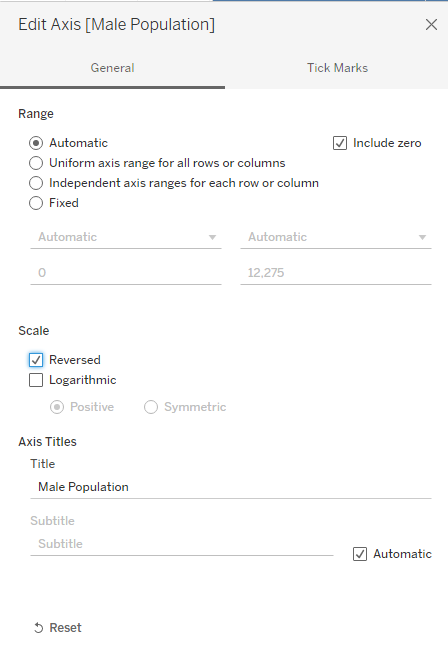 Edit Axis [Male Population]
General Tick Marks
Range
Automatic Include zero
Uniform axis range for all rows or columns
Independent axis ranges for each row or column
Fixed
Automatic Automatic
0 12,275
Scale
Reversed
Logarithmic
Positive Symmetric
Axis Titles
Title
Male Population
Subtitle
Subtitle
Automatic
Reset